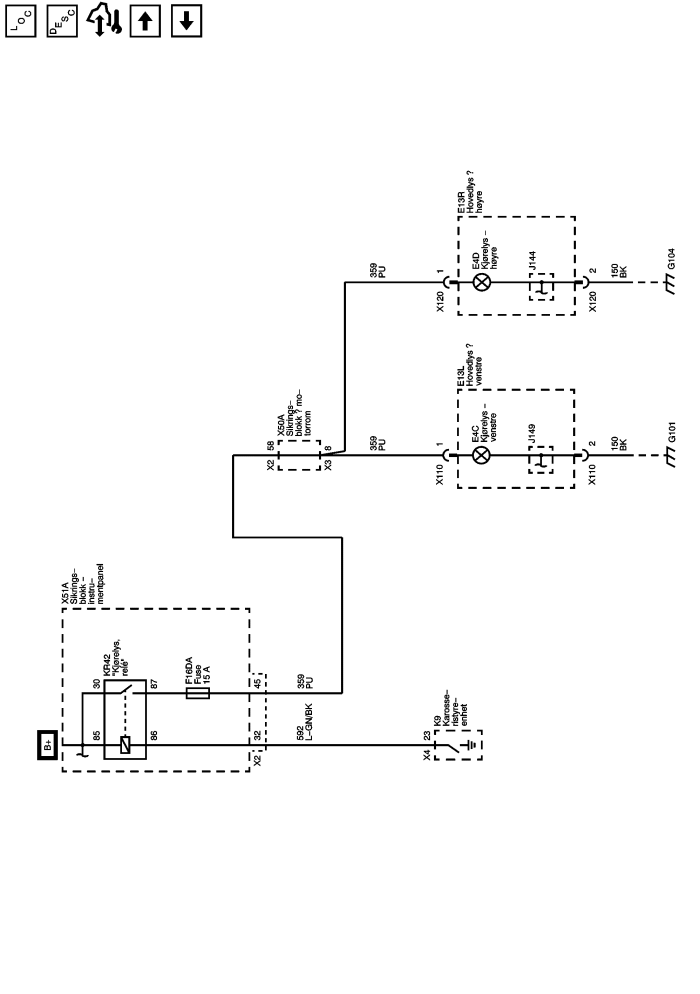 LOC
DESC
E13R
Hovedlys ?
høyre
E4D
Kjørelys –
høyre
J144
359
PU
1
X120
2
X120
150
BK
G104
E13L
Hovedlys ?
venstre
E4C
Kjørelys –
venstre
J149
359
PU
1
X110
2
X110
150
BK
G101
X50A
Sikrings–
blokk ? mo–
torrom
58
X2
8
X3
X51A
Sikrings–
blokk –
instru–
mentpanel
KR42
"Kjørelys,
relé"
30
87
85
86
F16DA
Fuse
15 A
45
32
X2
359
PU
592
L–GN/BK
B+
K9
Karosse–
ristyre–
enhet
23
X4